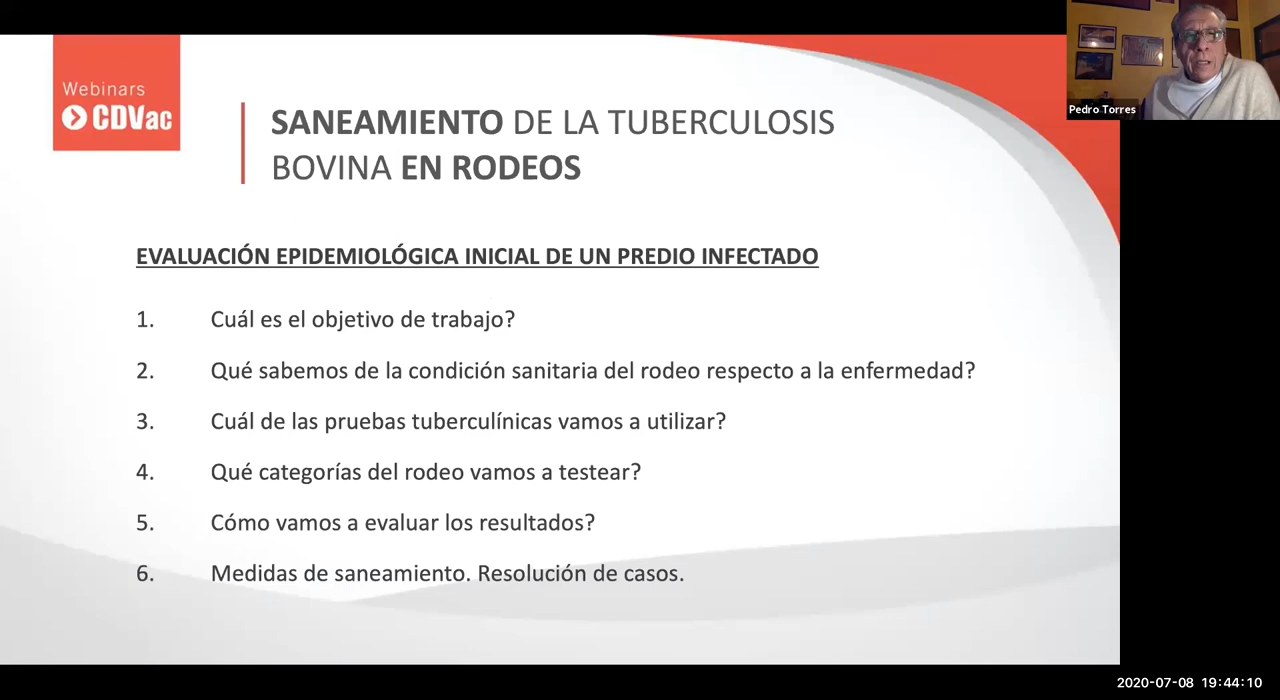 Webinars
CDVac
Pedro Torres
SANEAMIENTO DE LA TUBERCULOSIS
BOVINA EN RODEOS
EVALUACIÓN EPIDEMIOLÓGICA INICIAL DE UN PREDIO INFECTADO
1. Cuál es el objetivo de trabajo?
2. Qué sabemos de la condición sanitaria del rodeo respecto a la enfermedad?
3. Cuál de las pruebas tuberculínicas vamos a utilizar?
4. Qué categorías del rodeo vamos a testear?
5. Cómo vamos a evaluar los resultados?
6. Medidas de saneamiento. Resolución de casos.
2020-07-08 19:44:10